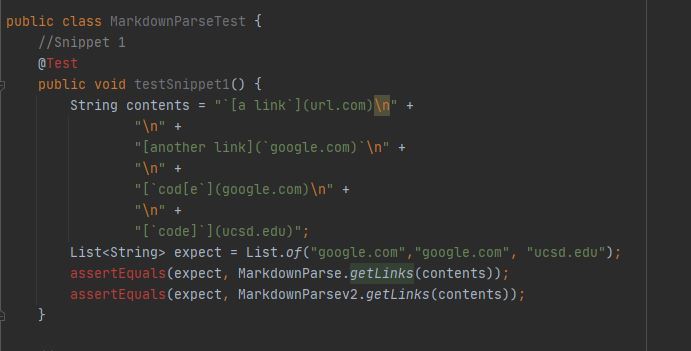 public class MarkdownParseTest {
//Snippet 1
@Test
public void testSnippet1() {
String contents = "`[a link`](url.com)\n" +
"\n" +
"[another link](`google.com)`\n" +
"\n" +
"[`cod[e`](google.com)\n" +
"\n" +
"[`code]`](ucsd.edu)";
List<String> expect = List.of("google.com","google.com", "ucsd.edu");
assertEquals(expect, MarkdownParse.getLinks(contents));
assertEquals(expect, MarkdownParsev2.getLinks(contents));
}